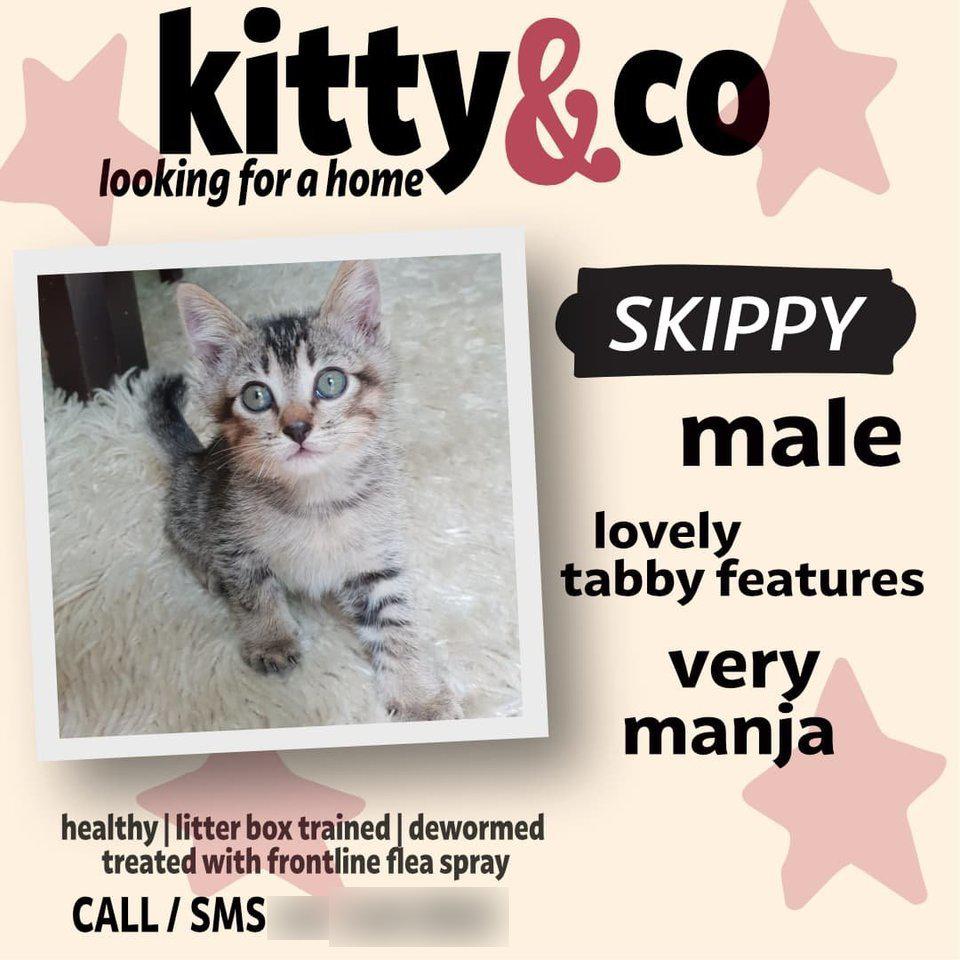 kitty&co
looking for a home
SKIPPY
male
lovely
tabby features
very
manja
healthy | litter box trained | dewormed
treated with frontline flea spray
CALL / SMS